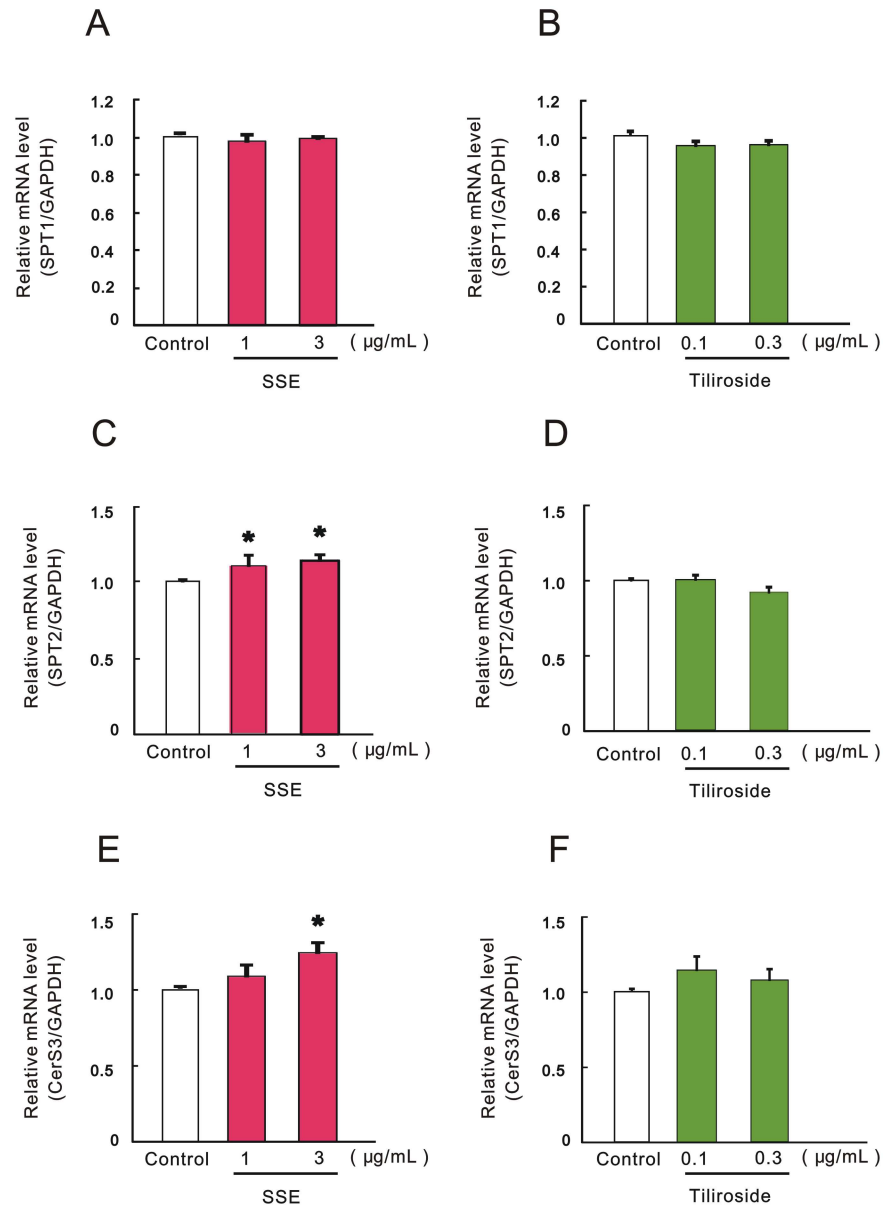 A
Relative mRNA level
(SPT1/GAPDH)
1.2
1.0
0.8
0.6
0.4
0.2
0
Control 1 3 ( µg/mL )
SSE
B
Relative mRNA level
(SPT1/GAPDH)
1.2
1.0
0.8
0.6
0.4
0.2
0
Control 0.1 0.3 ( µg/mL )
Tiliroside
C
Relative mRNA level
(SPT2/GAPDH)
1.5
1.0
0.5
0
* *
Control 1 3 ( µg/mL )
SSE
D
Relative mRNA level
(SPT2/GAPDH)
1.5
1.0
0.5
0
Control 0.1 0.3 ( µg/mL )
Tiliroside
E
Relative mRNA level
(CerS3/GAPDH)
1.5
1.0
0.5
0
*
Control 1 3 ( µg/mL )
SSE
F
Relative mRNA level
(CerS3/GAPDH)
1.5
1.0
0.5
0
Control 0.1 0.3 ( µg/mL )
Tiliroside